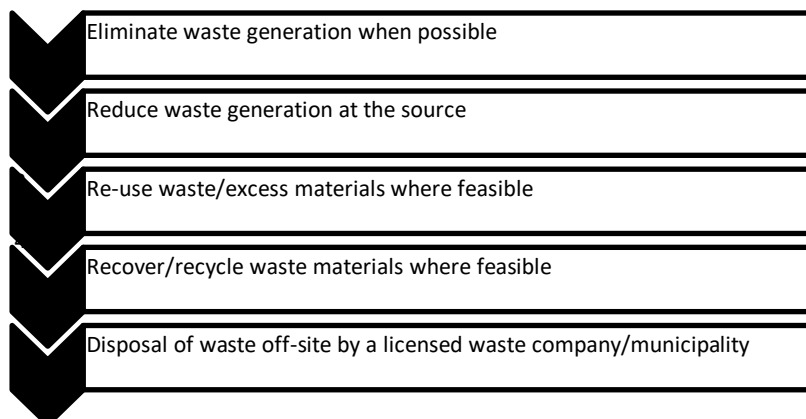 Eliminate waste generation when possible
Reduce waste generation at the source
Re-use waste/excess materials where feasible
Recover/recycle waste materials where feasible
Disposal of waste off-site by a licensed waste company/municipality